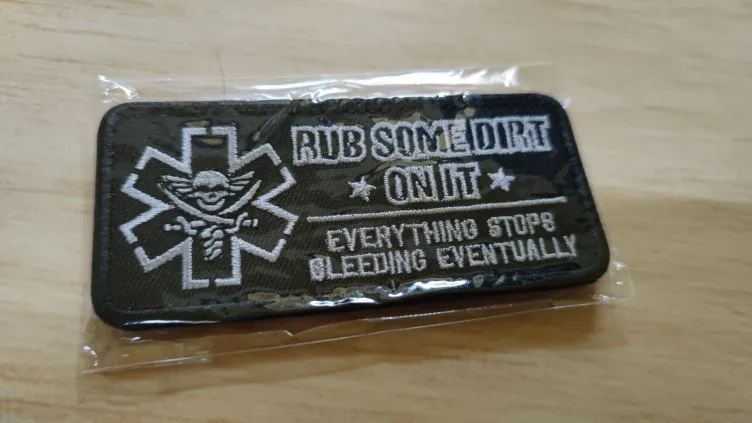 RUB SOME DIRT
ON IT
EVERYTHING STOPS
BLEEDING EVENTUALLY